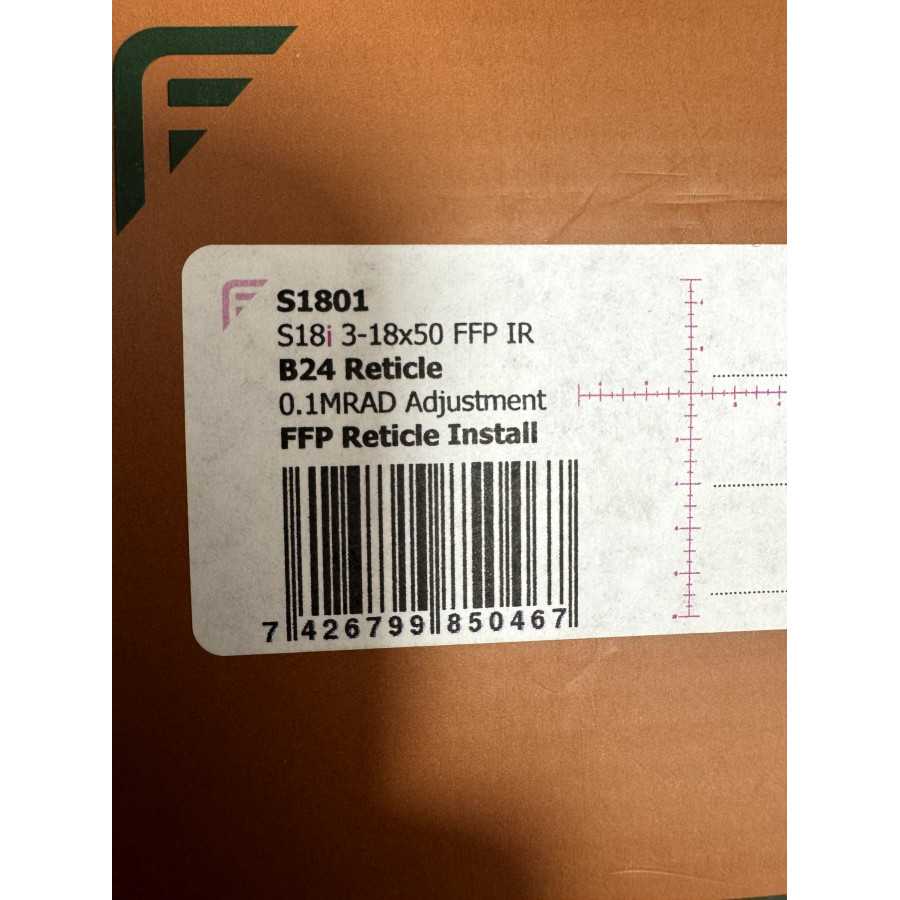 S1801
S18i 3-18x50 FFP IR
B24 Reticle
0.1MRAD Adjustment
FFP Reticle Install
7 426799 850467